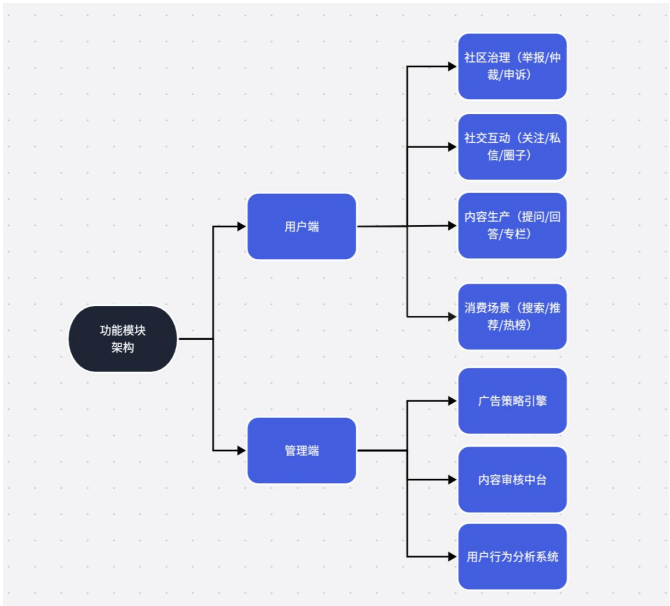 社区治理（举报/仲
裁/申诉）
社交互动（关注/私
信/圈子）
内容生产（提问/回
答/专栏）
用户端
消费场景（搜索/推
荐/热榜）
功能模块
架构
广告策略引擎
管理端
内容审核中台
用户行为分析系统